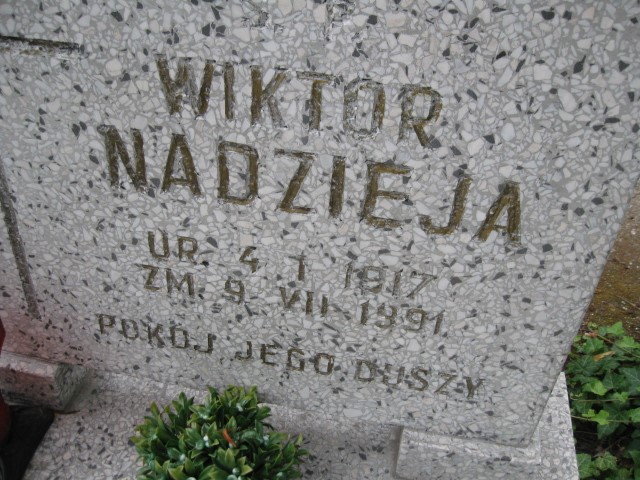 WIKTOR
NADZIEJA
UR. 4 I 1917
ZM. 9 VII 1991
POKÓJ JEGO DUSZY